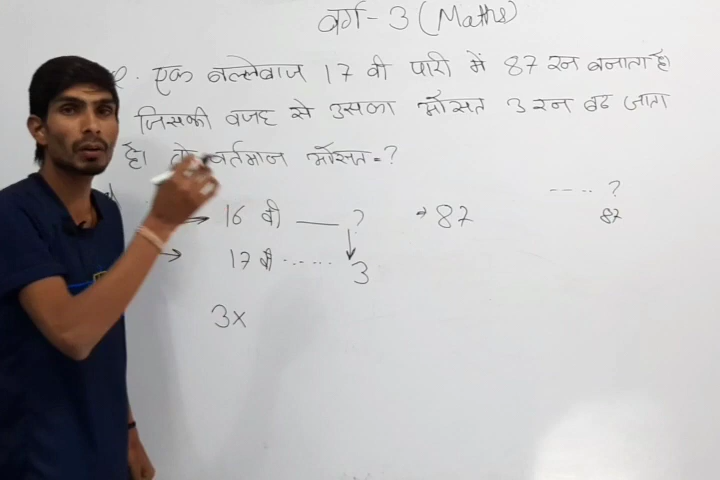 वर्ग - 3 (Maths)
Q. एक बल्लेबाज 17 वी पारी में 87 रन बनाता है
जिसकी वजह से उसका औसत 3 रन बढ जाता
है। तो वर्तमान औसत = ?
---- ?
→ 16 वी —— ? → 87
87
→ 17 वी ...... 3
3x